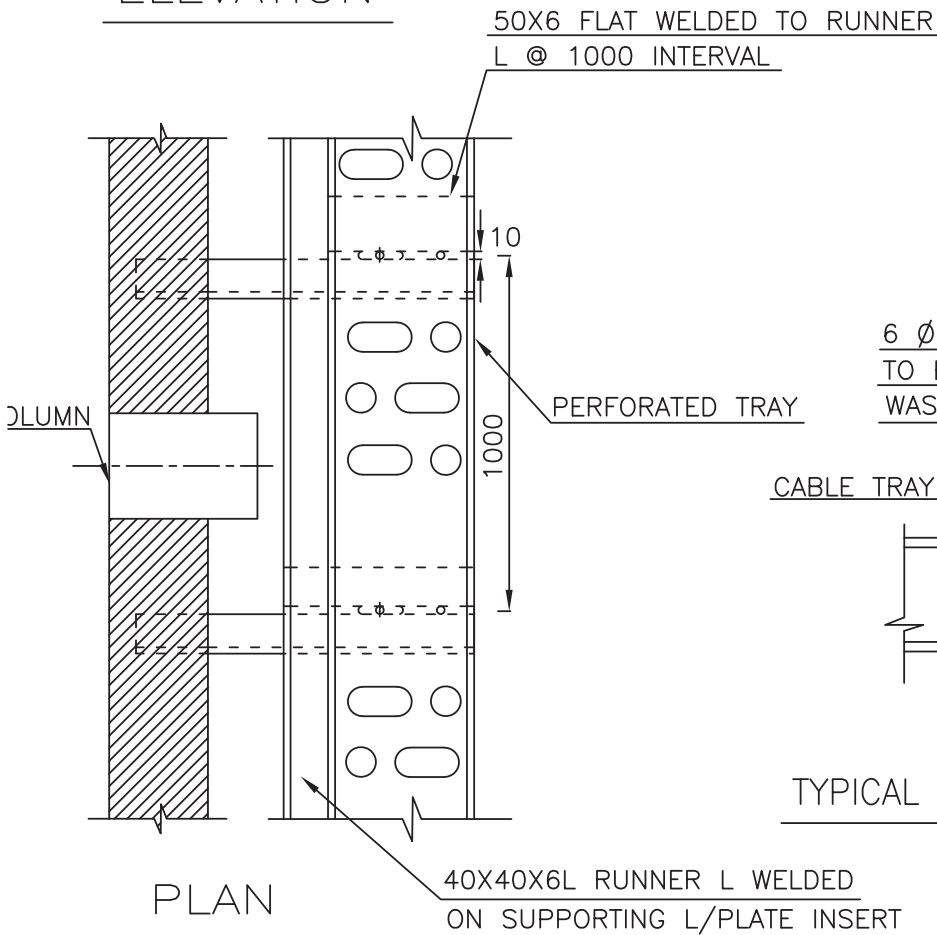 50X6 FLAT WELDED TO RUNNER
L @ 1000 INTERVAL
10
6 Ø
TO
WAS
PERFORATED TRAY
OLUMN
1000
CABLE TRAY
TYPICAL
PLAN
40X40X6L RUNNER L WELDED
ON SUPPORTING L/PLATE INSERT